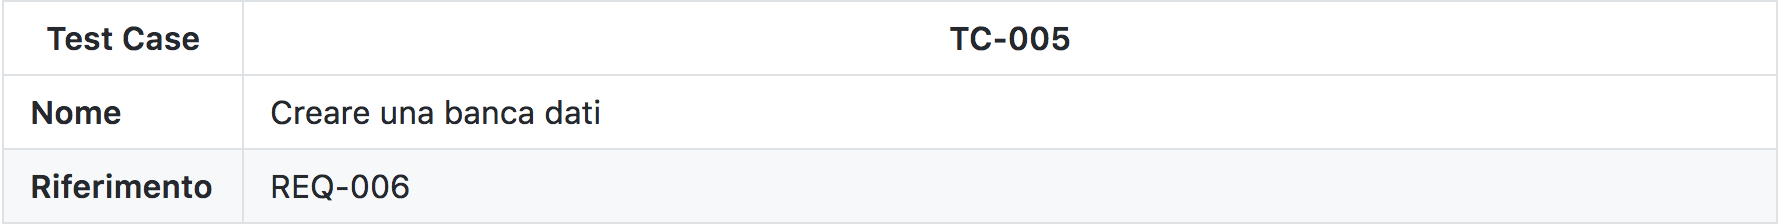 Test Case TC-005
Nome Creare una banca dati
Riferimento REQ-006